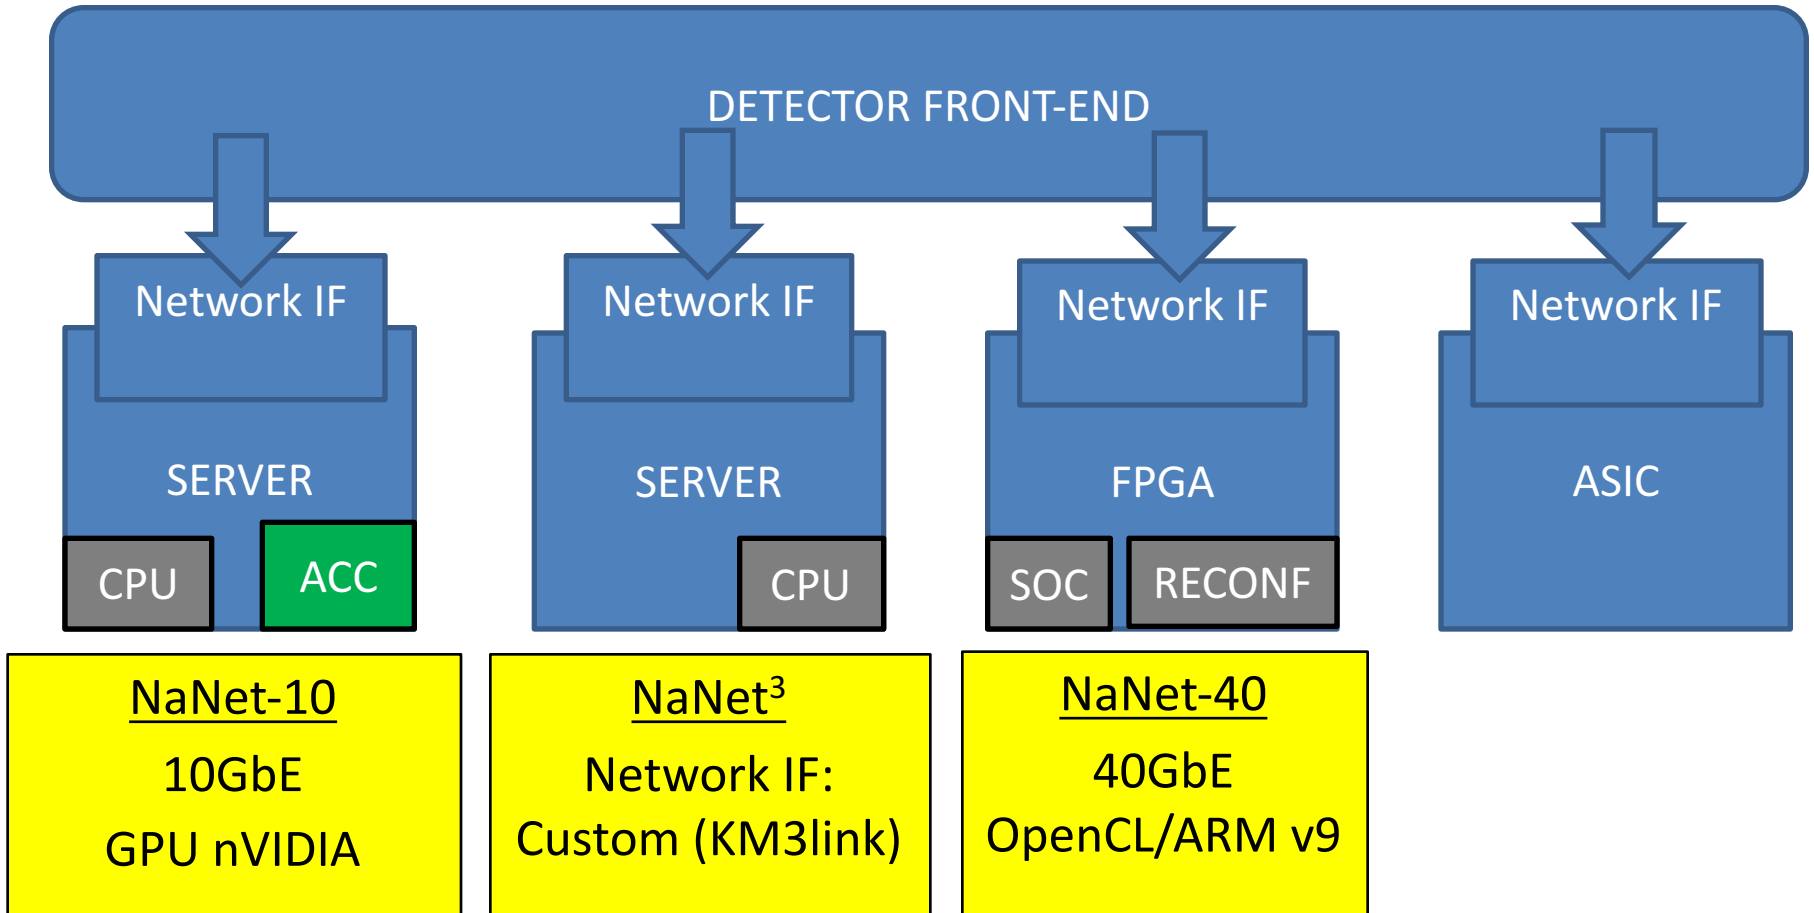 DETECTOR FRONT-END
Network IF
Network IF
Network IF
Network IF
SERVER
SERVER
FPGA
ASIC
CPU
ACC
CPU
SOC
RECONF
NaNet-10
10GbE
GPU nVIDIA
NaNet³
Network IF:
Custom (KM3link)
NaNet-40
40GbE
OpenCL/ARM v9